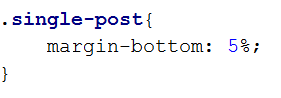 .single-post{
    margin-bottom: 5%;
}